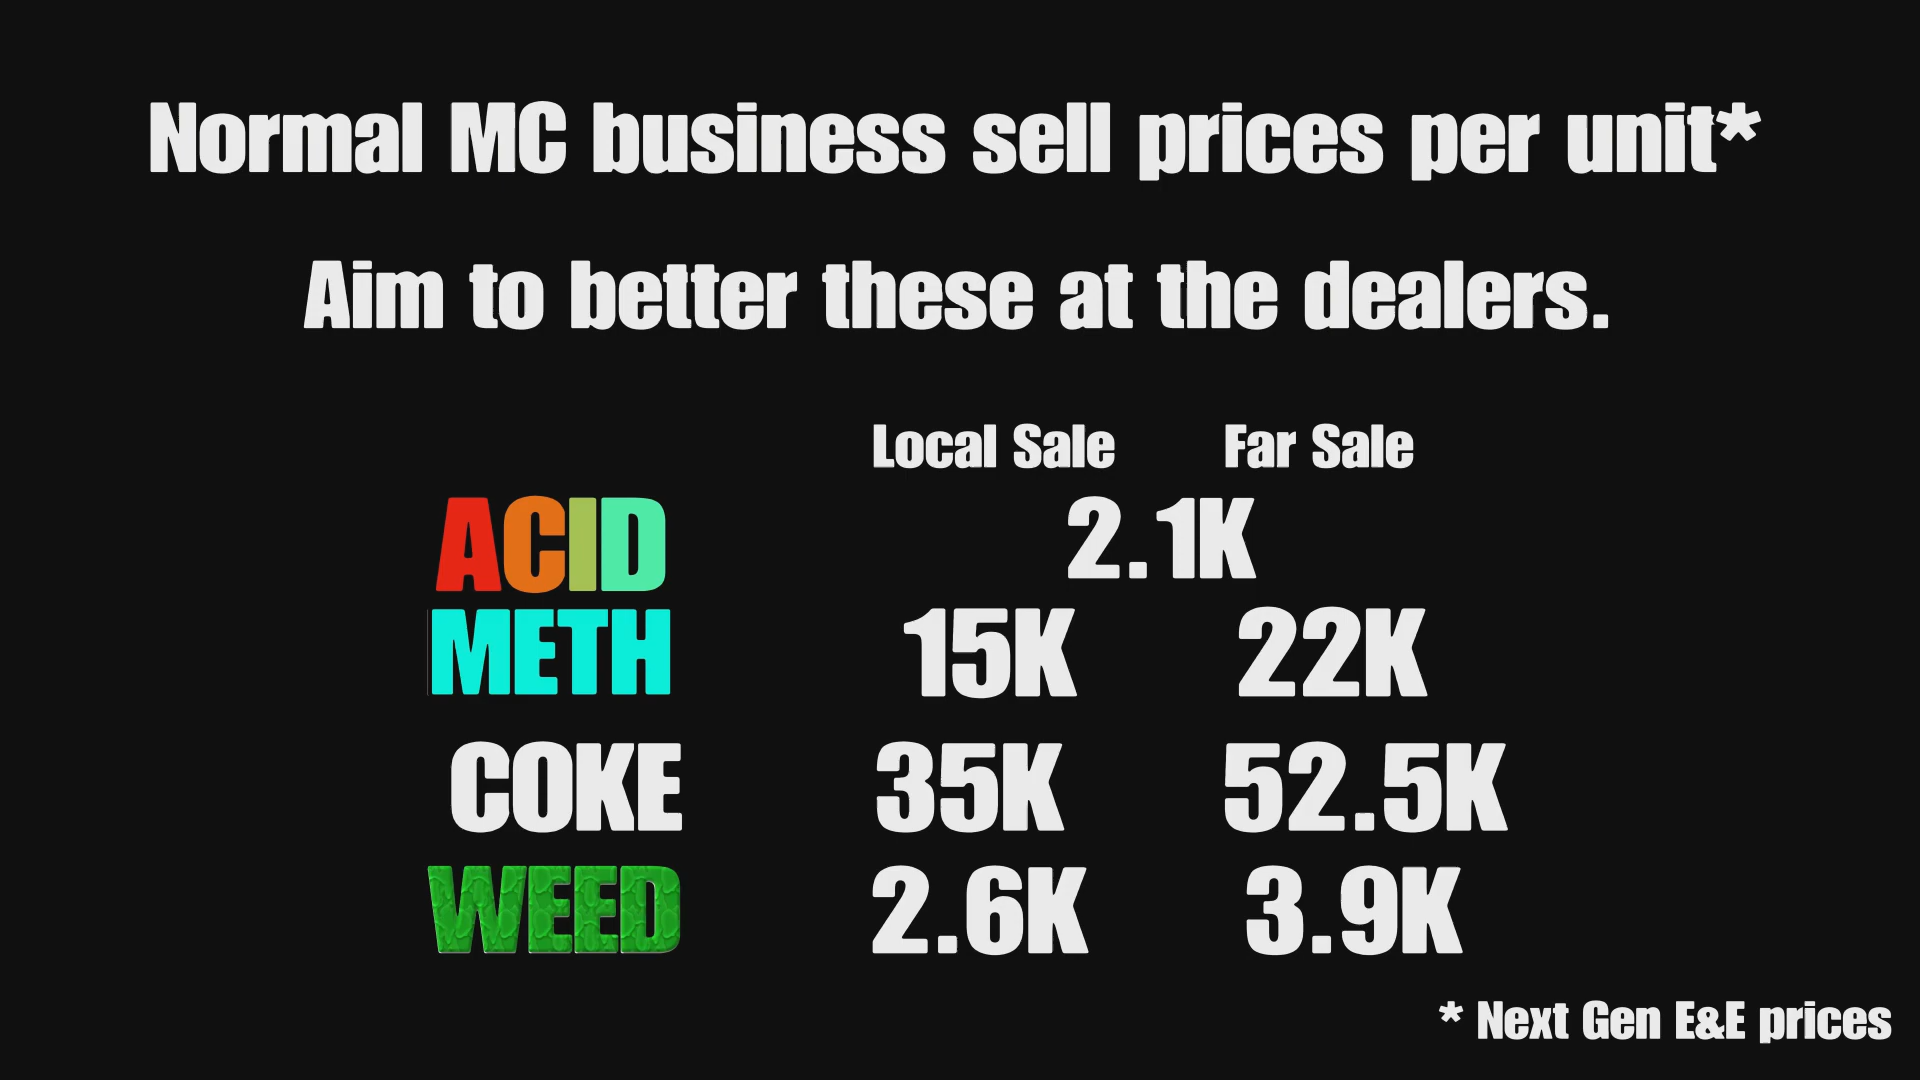 Normal MC business sell prices per unit*
Aim to better these at the dealers.
Local Sale Far Sale
ACID 2.1K
METH 15K 22K
COKE 35K 52.5K
WEED 2.6K 3.9K
* Next Gen E&E prices